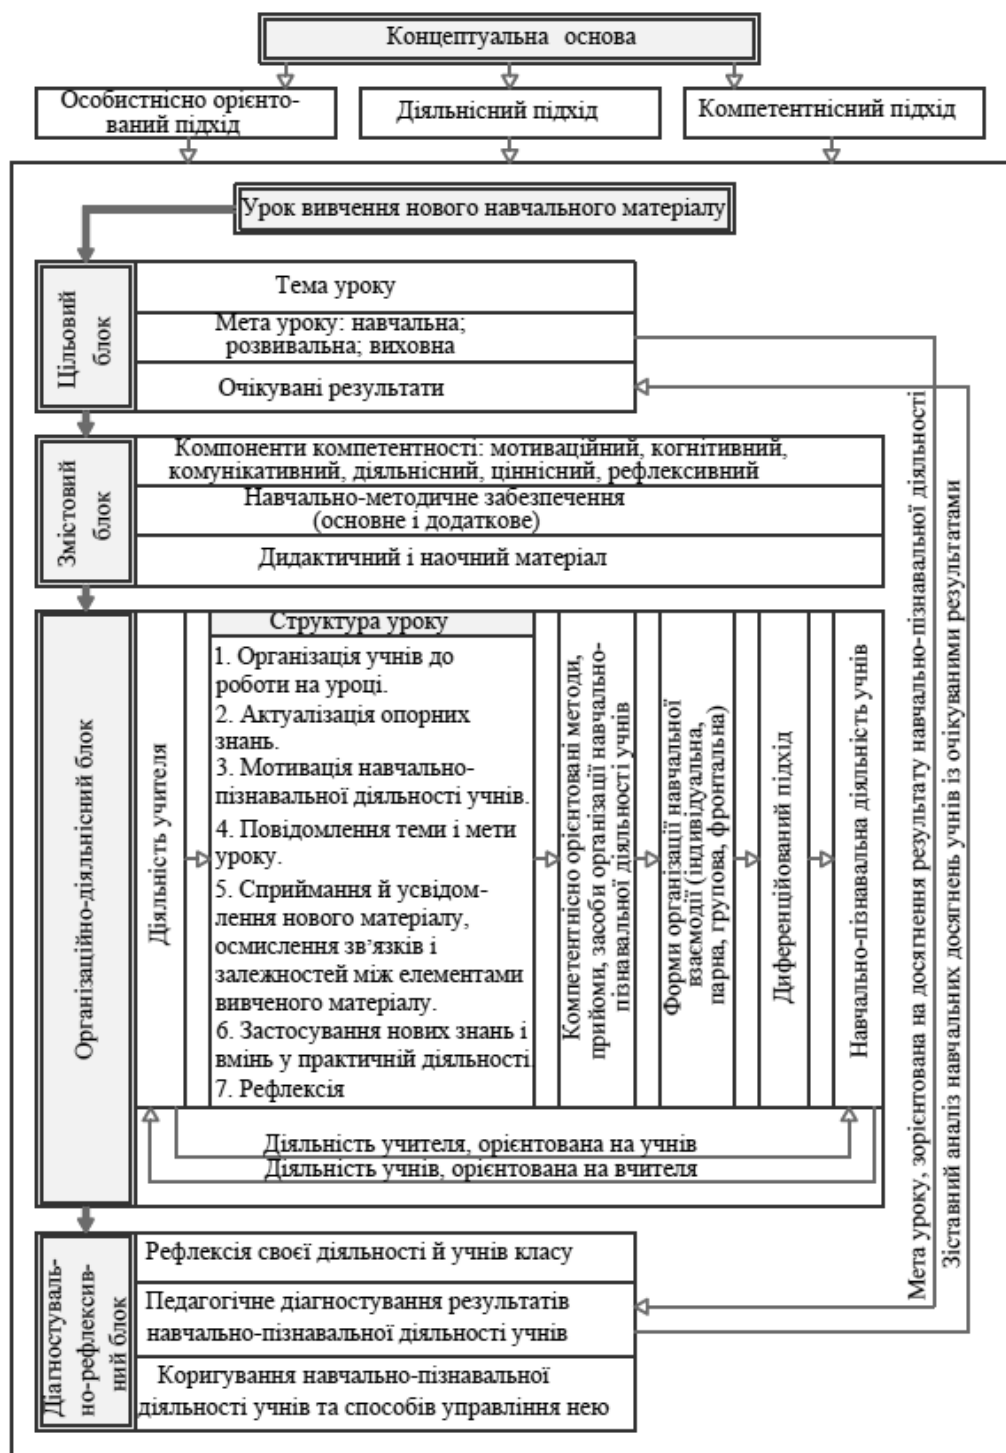 Концептуальна основа
Особистнісно орієнто-
ваний підхід
Діяльнісний підхід
Компетентнісний підхід
Урок вивчення нового навчального матеріалу
Цільовий
блок
Тема уроку
Мета уроку: навчальна;
розвивальна; виховна
Очікувані результати
Змістовий
блок
Компоненти компетентності: мотиваційний, когнітивний,
комунікативний, діяльнісний, ціннісний, рефлексивний
Навчально-методичне забезпечення
(основне і додаткове)
Дидактичний і наочний матеріал
Організаційно-діяльнісний блок
Діяльність учителя
Структура уроку
1. Організація учнів до
роботи на уроці.
2. Актуалізація опорних
знань.
3. Мотивація навчально-
пізнавальної діяльності учнів.
4. Повідомлення теми і мети
уроку.
5. Сприймання й усвідом-
лення нового матеріалу,
осмислення зв’язків і
залежностей між елементами
вивченого матеріалу.
6. Застосування нових знань і
вмінь у практичній діяльності.
7. Рефлексія
Компетентнісно орієнтовані методи,
прийоми, засоби організації навчально-
пізнавальної діяльності учнів
Форми організації навчальної
взаємодії (індивідуальна,
парна, групова, фронтальна)
Диференційований підхід
Навчально-пізнавальна діяльність учнів
Діяльність учителя, орієнтована на учнів
Діяльність учнів, орієнтована на вчителя
Мета уроку, зорієнтована на досягнення результату навчально-пізнавальної діяльності
Зіставний аналіз навчальних досягнень учнів із очікуваними результатами
Діагностуваль-
но-рефлексив-
ний блок
Рефлексія своєї діяльності й учнів класу
Педагогічне діагностування результатів
навчально-пізнавальної діяльності учнів
Коригування навчально-пізнавальної
діяльності учнів та способів управління нею